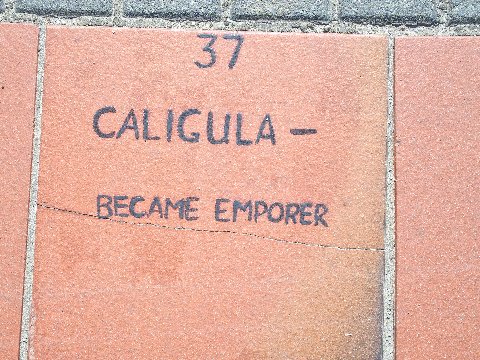 37
CALIGULA –
BECAME EMPORER